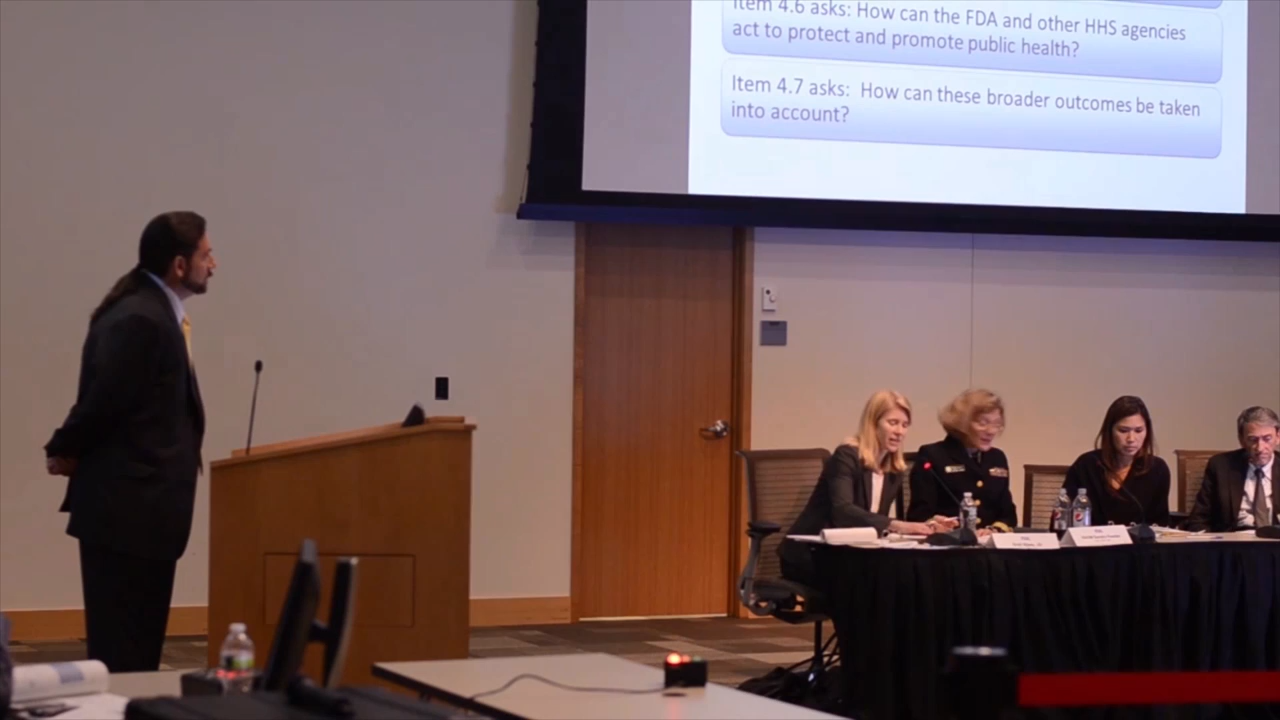 Item 4.6 asks: How can the FDA and other HHS agencies
act to protect and promote public health?
Item 4.7 asks: How can these broader outcomes be taken
into account?